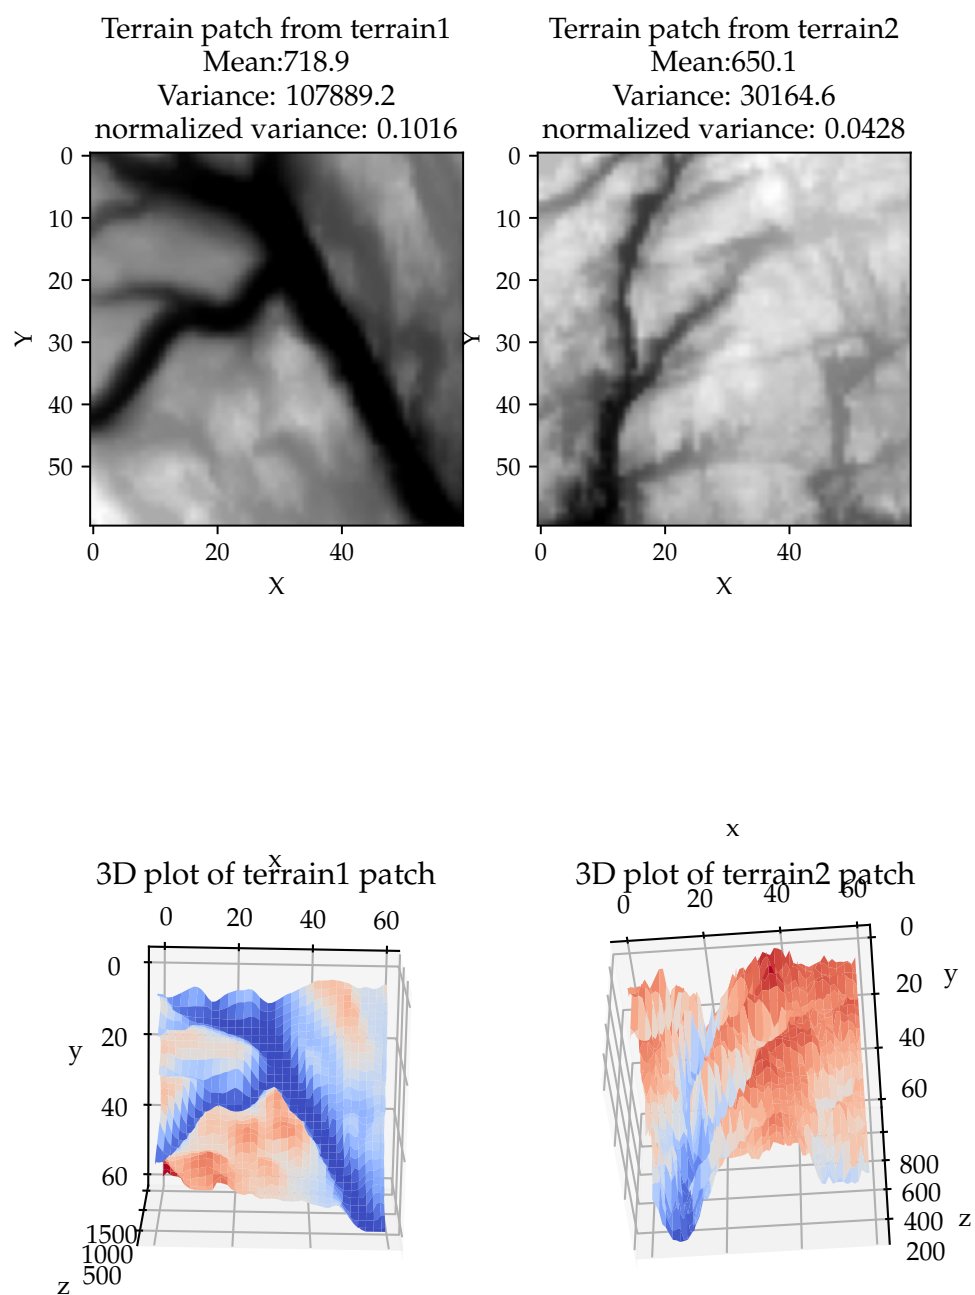 Terrain patch from terrain1
Mean:718.9
Variance: 107889.2
normalized variance: 0.1016
0
10
20
30
40
50
Y
0
20
40
X
Terrain patch from terrain2
Mean:650.1
Variance: 30164.6
normalized variance: 0.0428
0
10
20
30
40
50
Y
0
20
40
X
x
3D plot of terrain1 patch
0
20
40
60
0
20
40
60
y
1500
1000
500
z
x
3D plot of terrain2 patch
0
20
40
60
0
20
40
60
y
800
600
400
200
z